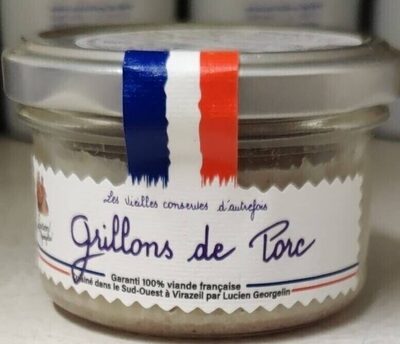 Les vieilles conserves d'autrefois
grillons de Porc
Garanti 100% viande française
Cuisiné dans le Sud-Ouest à Virazeil par Lucien Georgelin